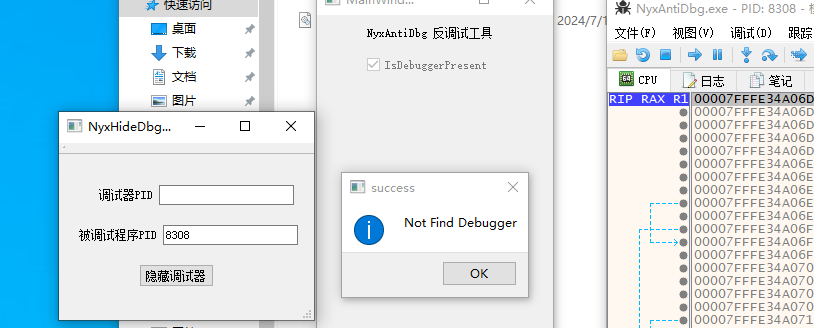 快速访问
桌面
下载
文档
图片
2024/7/1
MainWind...
NyxAntiDbg 反调试工具
IsDebuggerPresent
NyxHideDbg...
调试器PID
被调试程序PID 8308
隐藏调试器
success
Not Find Debugger
OK
NyxAntiDbg.exe - PID: 8308 -
文件(F) 视图(V) 调试(D) 跟踪
CPU 日志 笔记
RIP RAX R1 00007FFFE34A06D
00007FFFE34A06D
00007FFFE34A06D
00007FFFE34A06D
00007FFFE34A06D
00007FFFE34A06E
00007FFFE34A06E
00007FFFE34A06E
00007FFFE34A06E
00007FFFE34A06E
00007FFFE34A06E
00007FFFE34A06F
00007FFFE34A06F
00007FFFE34A06F
00007FFFE34A070
00007FFFE34A070
00007FFFE34A070
00007FFFE34A070
00007FFFE34A071